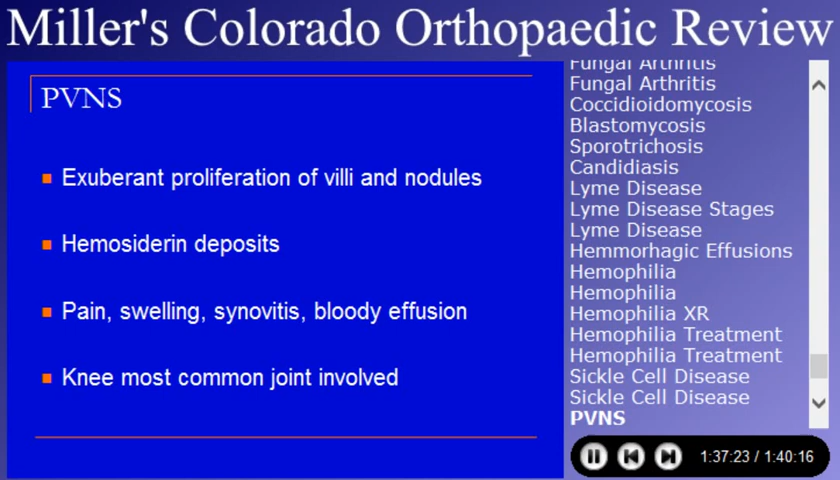 Miller's Colorado Orthopaedic Review
PVNS
Exuberant proliferation of villi and nodules
Hemosiderin deposits
Pain, swelling, synovitis, bloody effusion
Knee most common joint involved
Fungal Arthritis
Fungal Arthritis
Coccidioidomycosis
Blastomycosis
Sporotrichosis
Candidiasis
Lyme Disease
Lyme Disease Stages
Lyme Disease
Hemmorhagic Effusions
Hemophilia
Hemophilia
Hemophilia XR
Hemophilia Treatment
Hemophilia Treatment
Sickle Cell Disease
Sickle Cell Disease
PVNS
1:37:23 / 1:40:16